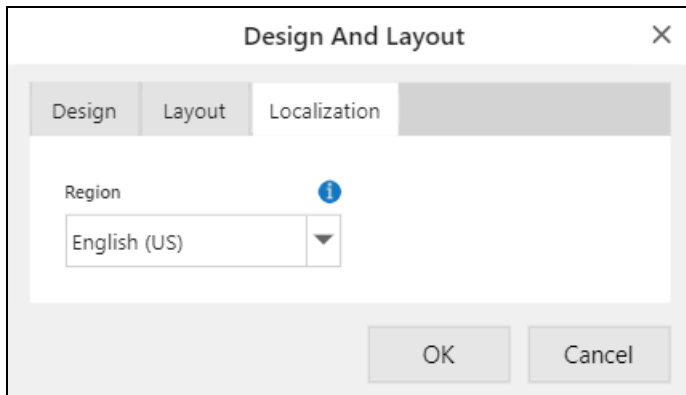 Design And Layout
Design Layout Localization
Region
English (US)
OK Cancel